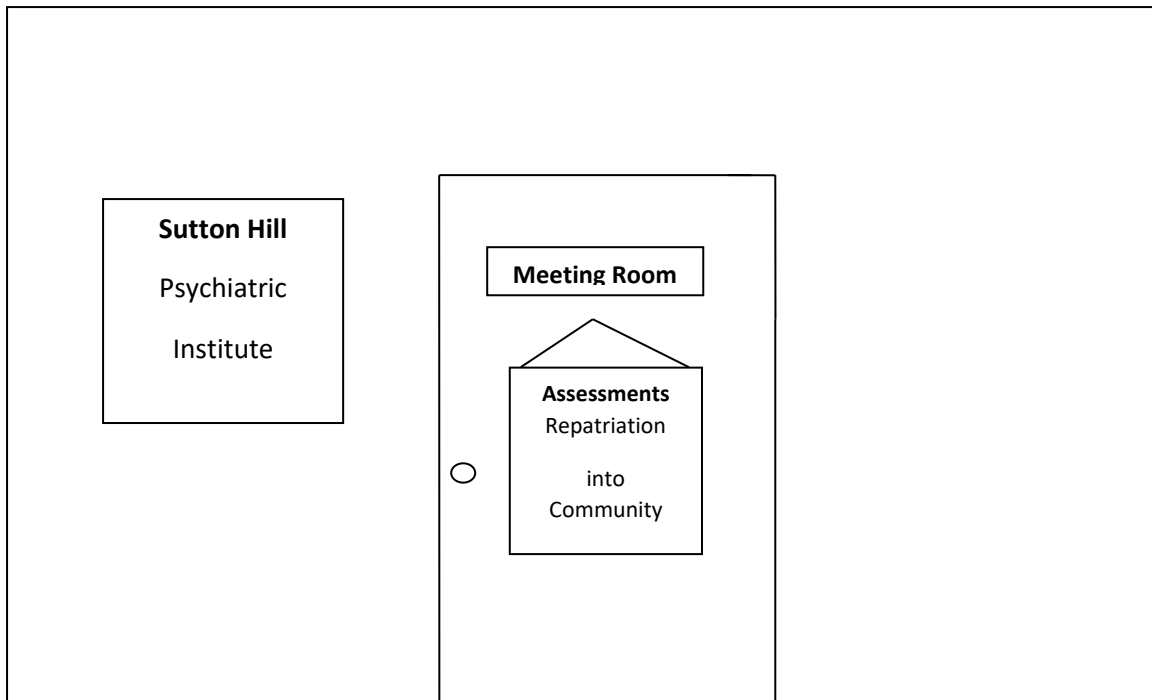 Sutton Hill
Psychiatric
Institute
Meeting Room
Assessments
Repatriation
into
Community